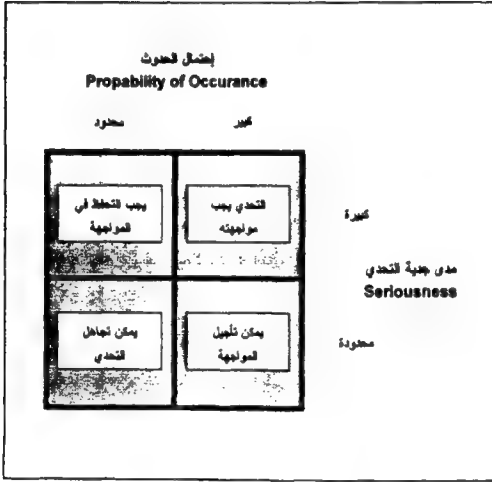 إحتمال الحدوث
Propability of Occurance
كبير
محدود
التحدي يجب
مواجهته
يجب التحفظ في
المواجهة
كبيرة
مدى جدية التحدي
Seriousness
يمكن تأجيل
المواجهة
يمكن تجاهل
التحدي
محدودة